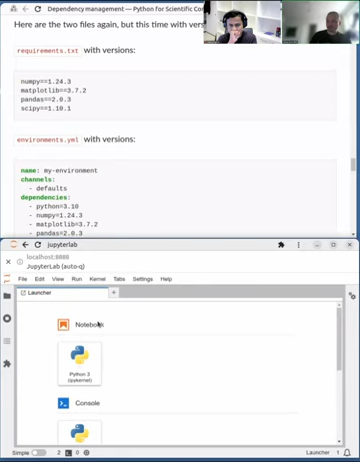 Dependency management — Python for Scientific Co
Here are the two files again, but this time with vers
requirements.txt with versions:
numpy==1.24.3
matplotlib==3.7.2
pandas==2.0.3
scipy==1.10.1
environments.yml with versions:
name: my-environment
channels:
- defaults
dependencies:
- python=3.10
- numpy=1.24.3
- matplotlib=3.7.2
- pandas=2.0.3
jupyterlab
localhost:8888
JupyterLab (auto-q)
File Edit View Run Kernel Tabs Settings Help
Launcher
Notebook
Python 3
(ipykernel)
Console
Simple 2 0 Launcher 1